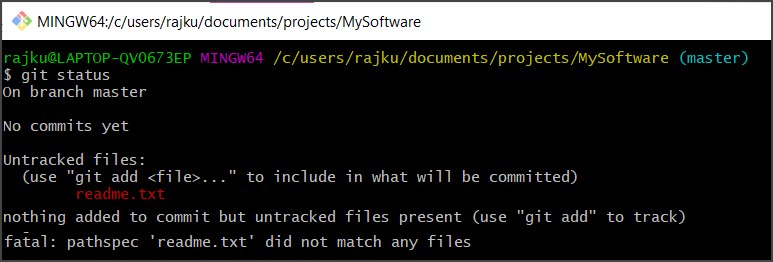 MINGW64:/c/users/rajku/documents/projects/MySoftware
rajku@LAPTOP-QV0673EP MINGW64 /c/users/rajku/documents/projects/MySoftware (master)
$ git status
On branch master
No commits yet
Untracked files:
(use "git add <file>..." to include in what will be committed)
readme.txt
nothing added to commit but untracked files present (use "git add" to track)
fatal: pathspec 'readme.txt' did not match any files